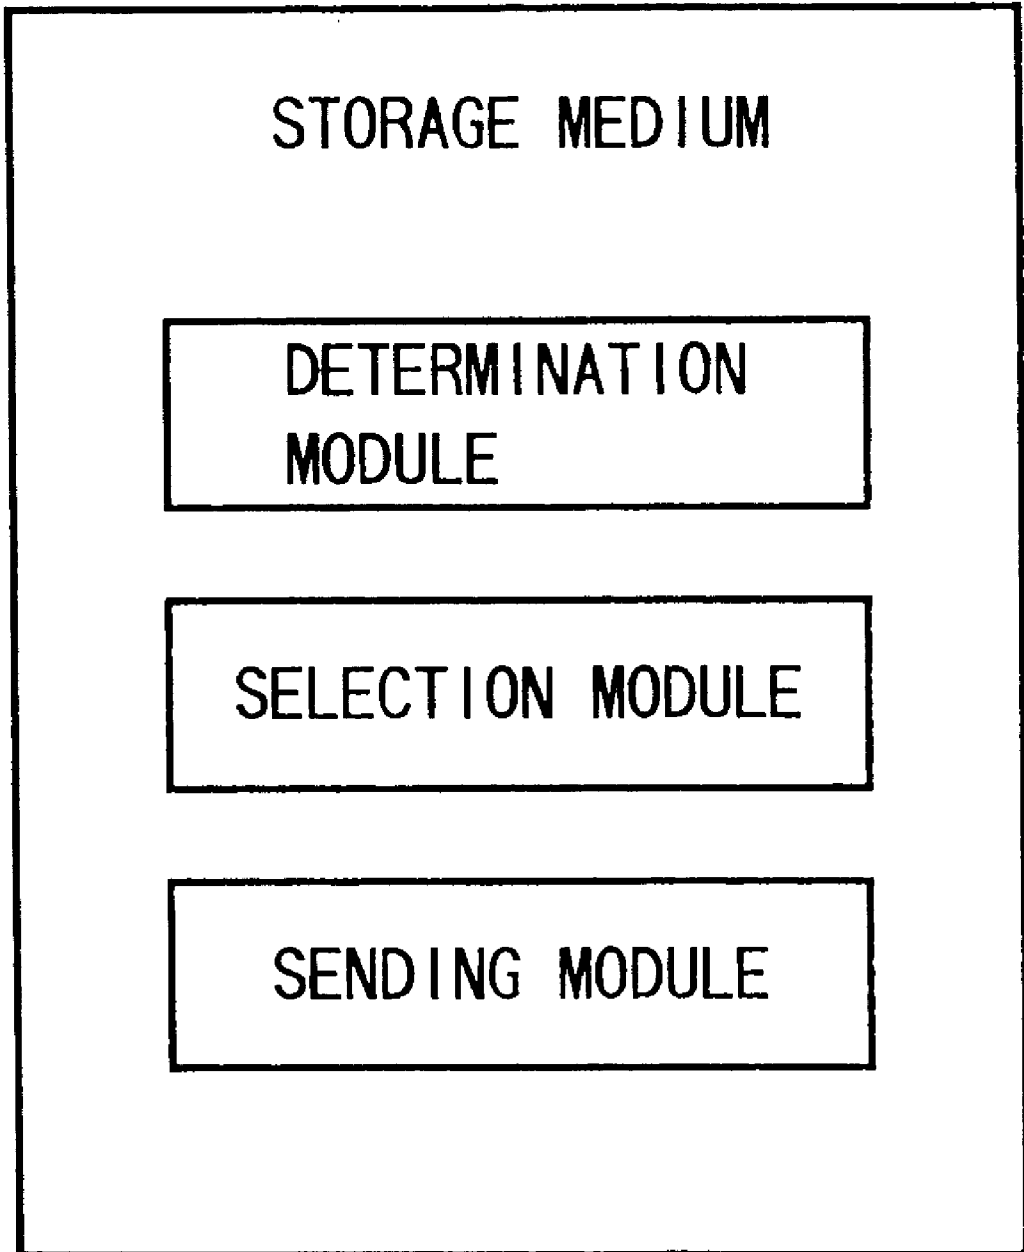 STORAGE MEDIUM
DETERMINATION
MODULE
SELECTION MODULE
SENDING MODULE